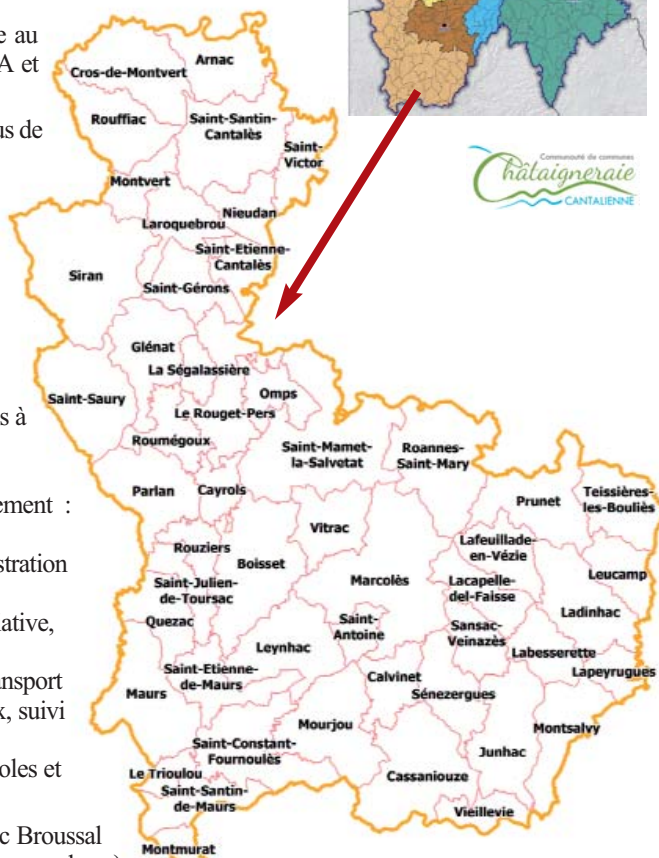 e au
A et
us de
s à
ement :
stration
ative,
ansport
x, suivi
oles et
c Broussal
Communauté de communes
Châtaigneraie
CANTALIENNE
Arnac
Cros-de-Montvert
Rouffiac
Saint-Santin-
Cantalès
Saint-
Victor
Montvert
Nieudan
Laroquebrou
Saint-Etienne-
Cantalès
Siran
Saint-Gérons
Glénat
La Ségalassière
Omps
Saint-Saury
Le Rouget-Pers
Roumégoux
Saint-Mamet-
la-Salvetat
Roannes-
Saint-Mary
Parlan
Cayrols
Prunet
Teissières-
les-Bouliès
Vitrac
Rouziers
Boisset
Lafeuillade-
en-Vézie
Leucamp
Saint-Julien-
de-Toursac
Marcolès
Lacapelle-
del-Faisse
Ladinhac
Quezac
Saint-
Antoine
Sansac-
Veinazès
Leynhac
Labesserette
Saint-Etienne-
de-Maurs
Calvinet
Lapeyrugues
Maurs
Sénezergues
Mourjou
Montsalvy
Saint-Constant-
Fournoulès
Junhac
Le Trioulou
Cassaniouze
Saint-Santin-
de-Maurs
Vieillevie
Montmurat